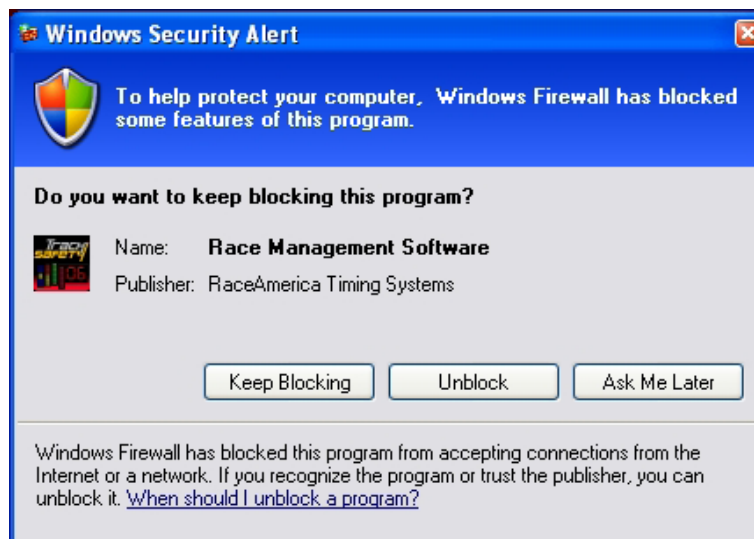 Windows Security Alert
To help protect your computer, Windows Firewall has blocked
some features of this program.
Do you want to keep blocking this program?
Name: Race Management Software
Publisher: RaceAmerica Timing Systems
Keep Blocking Unblock Ask Me Later
Windows Firewall has blocked this program from accepting connections from the
Internet or a network. If you recognize the program or trust the publisher, you can
unblock it. When should I unblock a program?